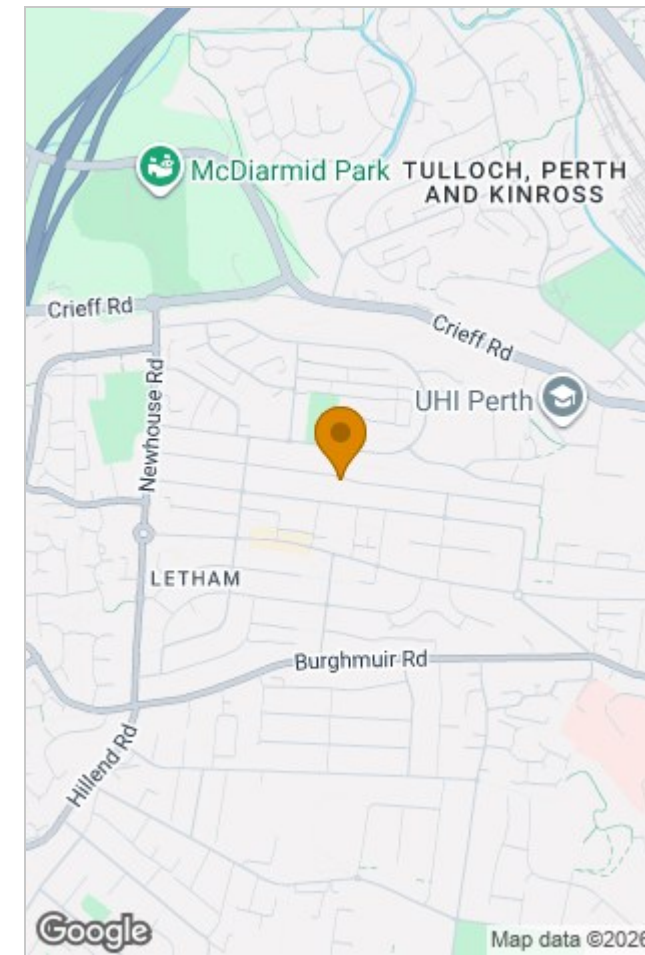 McDiarmid Park
TULLOCH, PERTH
AND KINROSS
Crieff Rd
Crieff Rd
Newhouse Rd
UHI Perth
LETHAM
Burghmuir Rd
Hillend Rd
Google
Map data ©2026